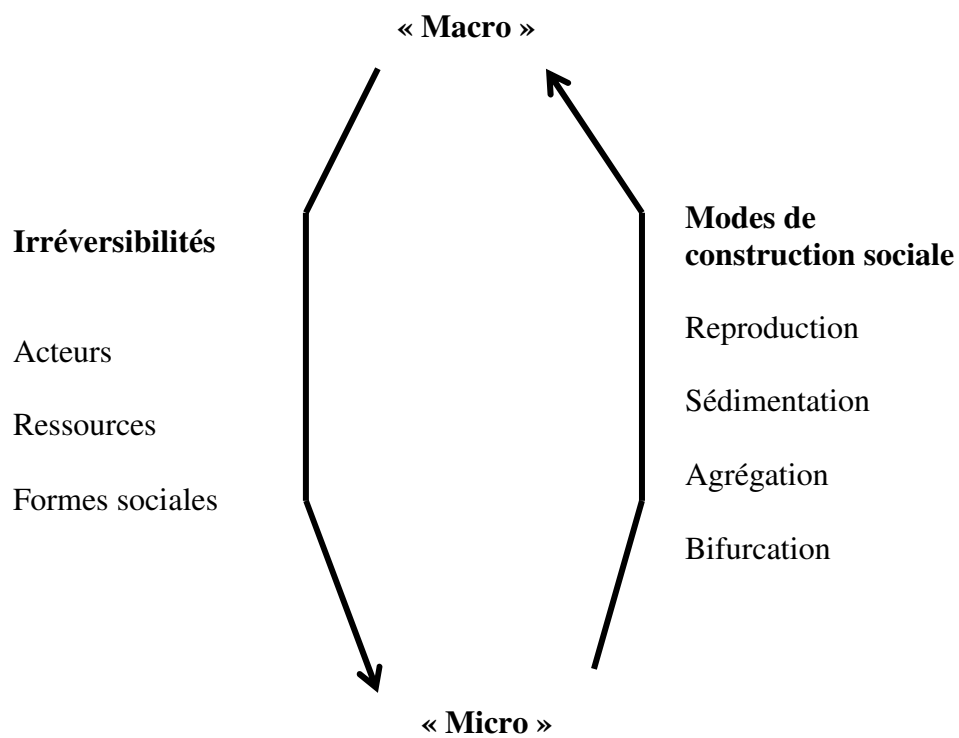 « Macro »
Irréversibilités
Acteurs
Ressources
Formes sociales
Modes de
construction sociale
Reproduction
Sédimentation
Agrégation
Bifurcation
« Micro »